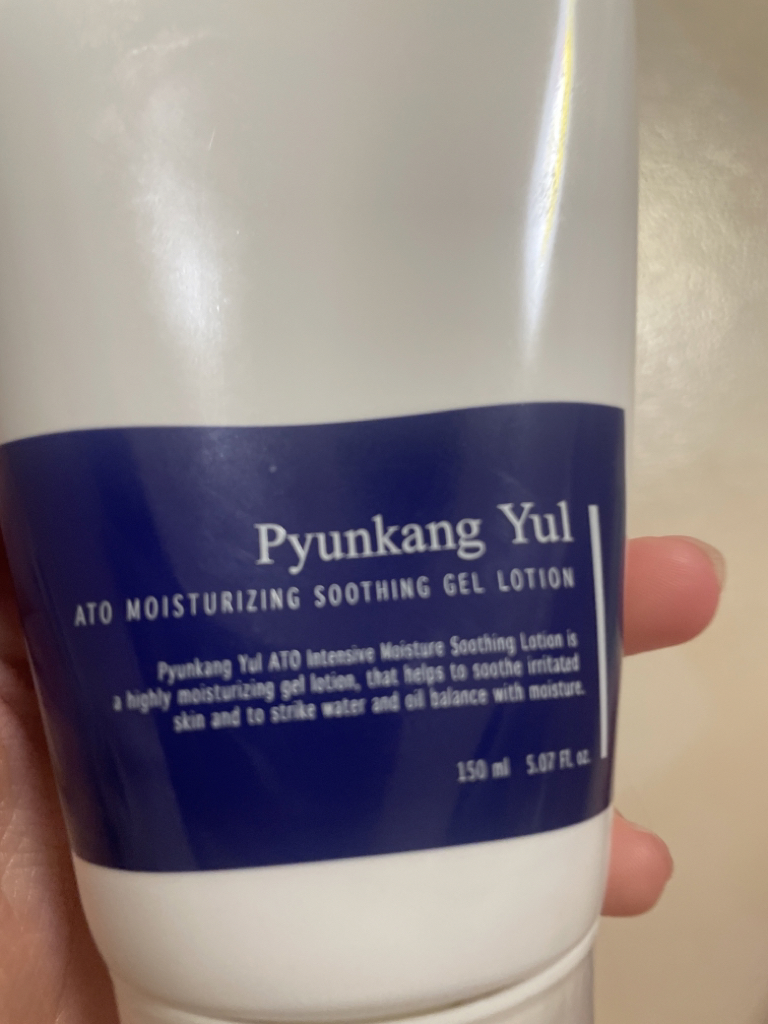 Pyunkang Yul
ATO MOISTURIZING SOOTHING GEL LOTION
Pyunkang Yul ATO Intensive Moisture Soothing Lotion is
a highly moisturizing gel lotion, that helps to soothe irritated
skin and to strike water and oil balance with moisture.
150 ml 5.07 FL oz.